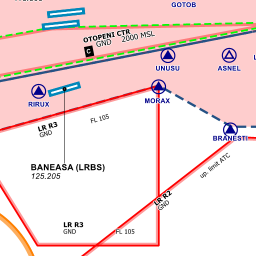 GOTOB
OTOPENI CTR
GND 2000 MSL
C
UNUSU
ASNEL
RIRUX
MORAX
LR R3
GND
FL 105
BRANESTI
BANEASA (LRBS)
125.205
up. limit ATC
LR R2
GND
LR R3
GND
FL 105